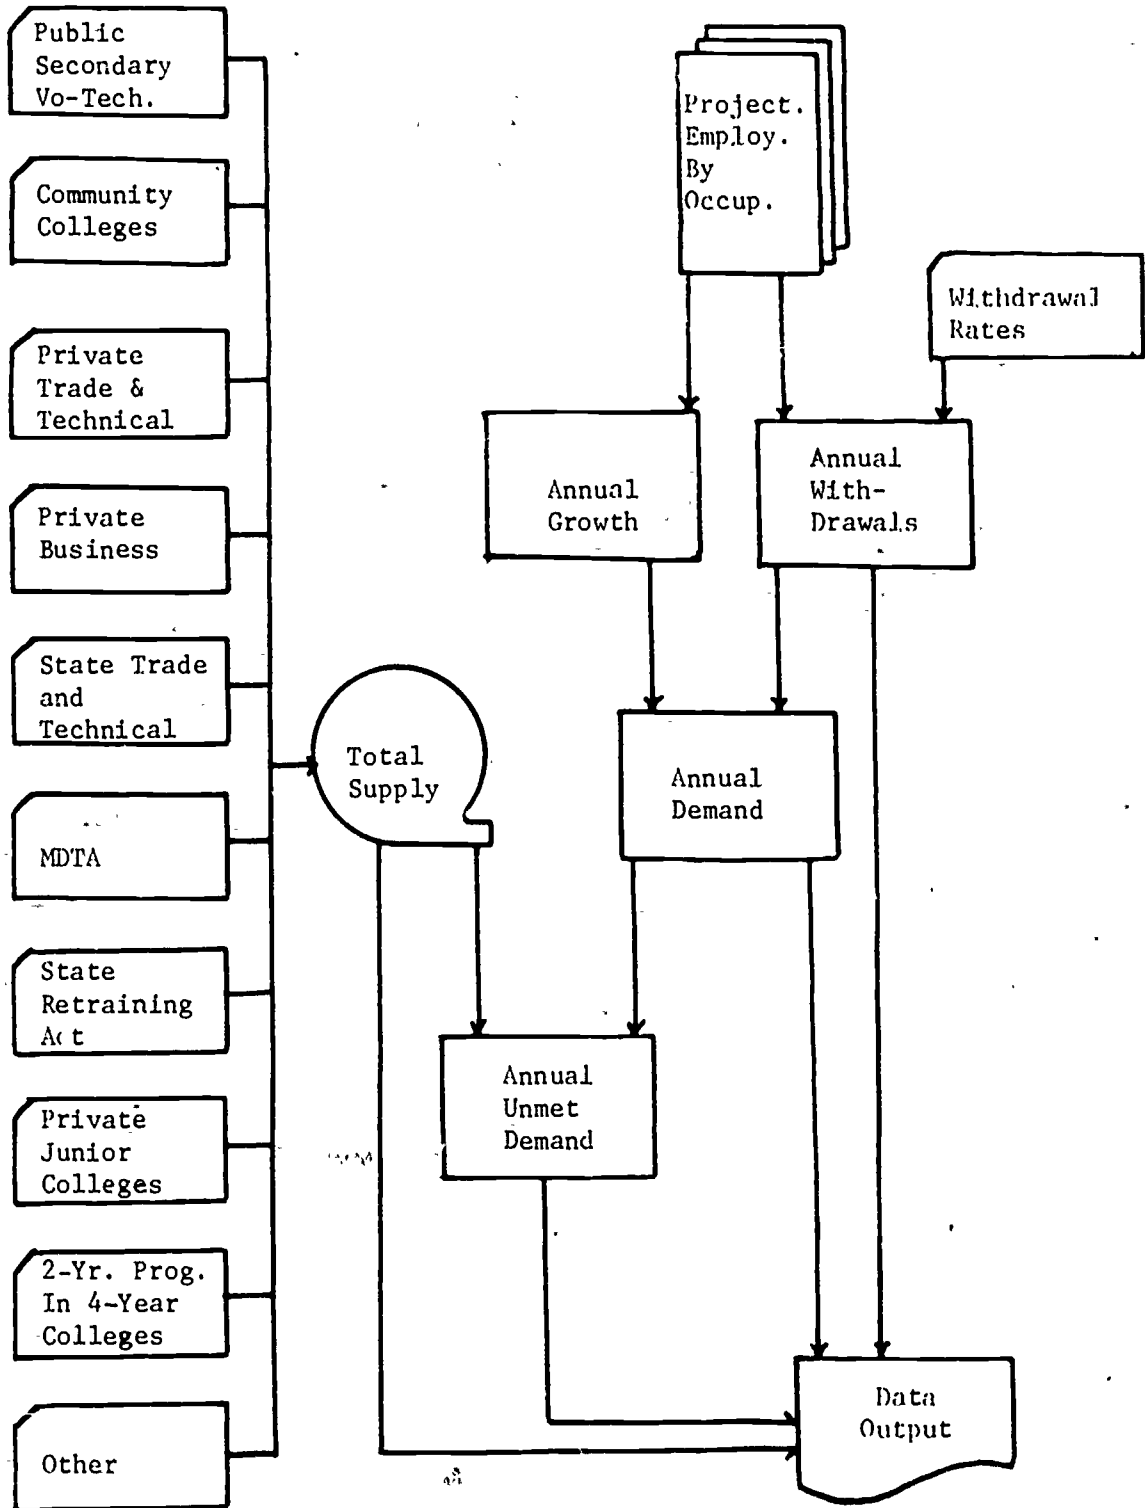 Public
Secondary
Vo-Tech.
Community
Colleges
Private
Trade &
Technical
Private
Business
State Trade
and
Technical
MDTA
State
Retraining
Act
Private
Junior
Colleges
2-Yr. Prog.
In 4-Year
Colleges
Other
Total
Supply
Project.
Employ.
By
Occup.
Withdrawal
Rates
Annual
Growth
Annual
With-
Drawals
Annual
Demand
Annual
Unmet
Demand
Data
Output